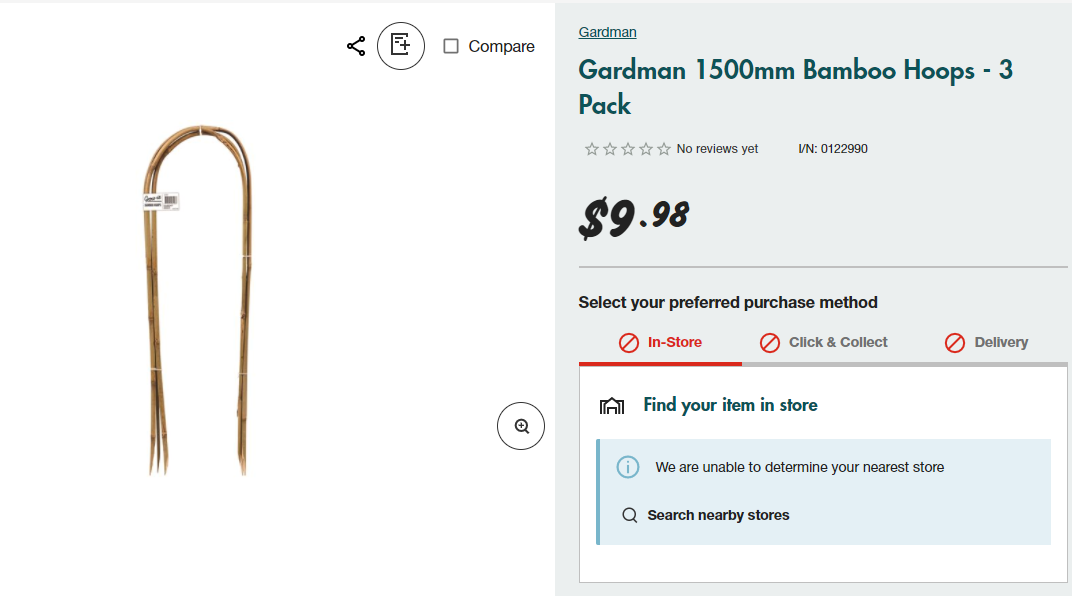 Compare
Gardman
Gardman 1500mm Bamboo Hoops - 3
Pack
No reviews yet
I/N: 0122990
$9.98
Select your preferred purchase method
In-Store
Click & Collect
Delivery
Find your item in store
We are unable to determine your nearest store
Search nearby stores